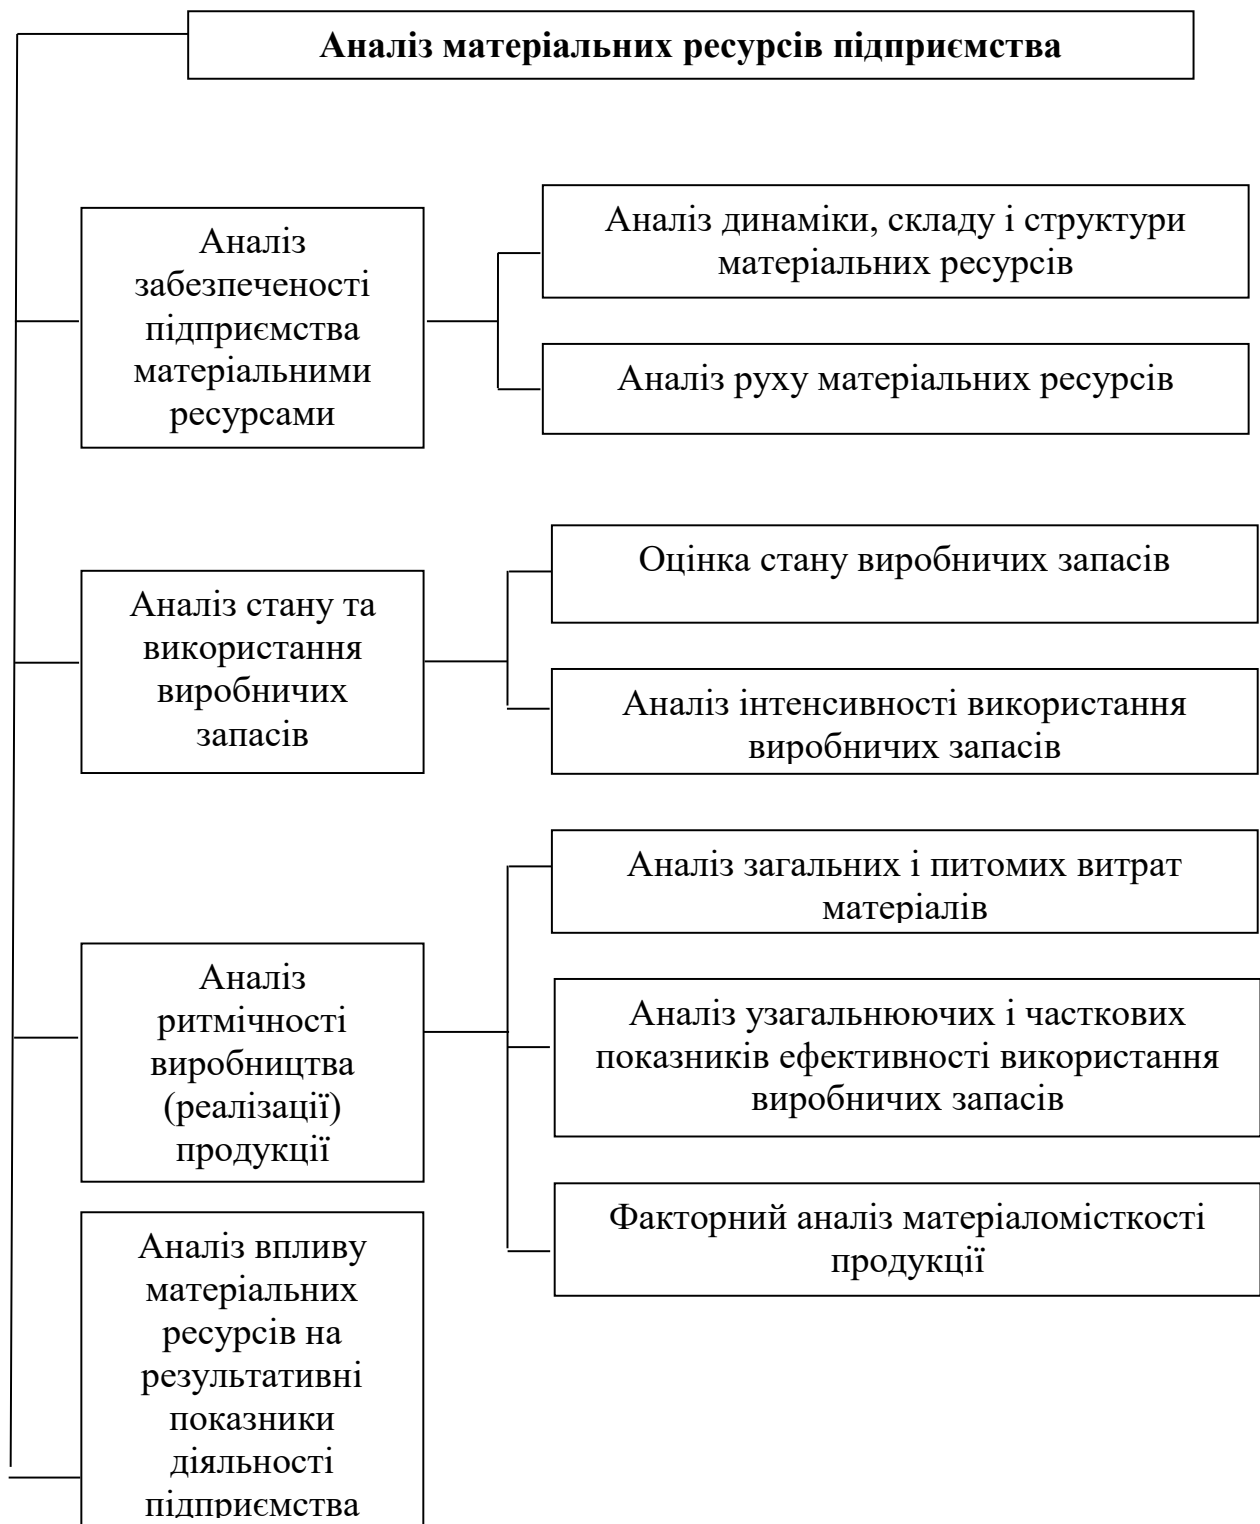 Аналіз матеріальних ресурсів підприємства
Аналіз
забезпеченості
підприємства
матеріальними
ресурсами
Аналіз динаміки, складу і структури
матеріальних ресурсів
Аналіз руху матеріальних ресурсів
Аналіз стану та
використання
виробничих
запасів
Оцінка стану виробничих запасів
Аналіз інтенсивності використання
виробничих запасів
Аналіз
ритмічності
виробництва
(реалізації)
продукції
Аналіз загальних і питомих витрат
матеріалів
Аналіз узагальнюючих і часткових
показників ефективності використання
виробничих запасів
Факторний аналіз матеріаломісткості
продукції
Аналіз впливу
матеріальних
ресурсів на
результативні
показники
діяльності
підприємства